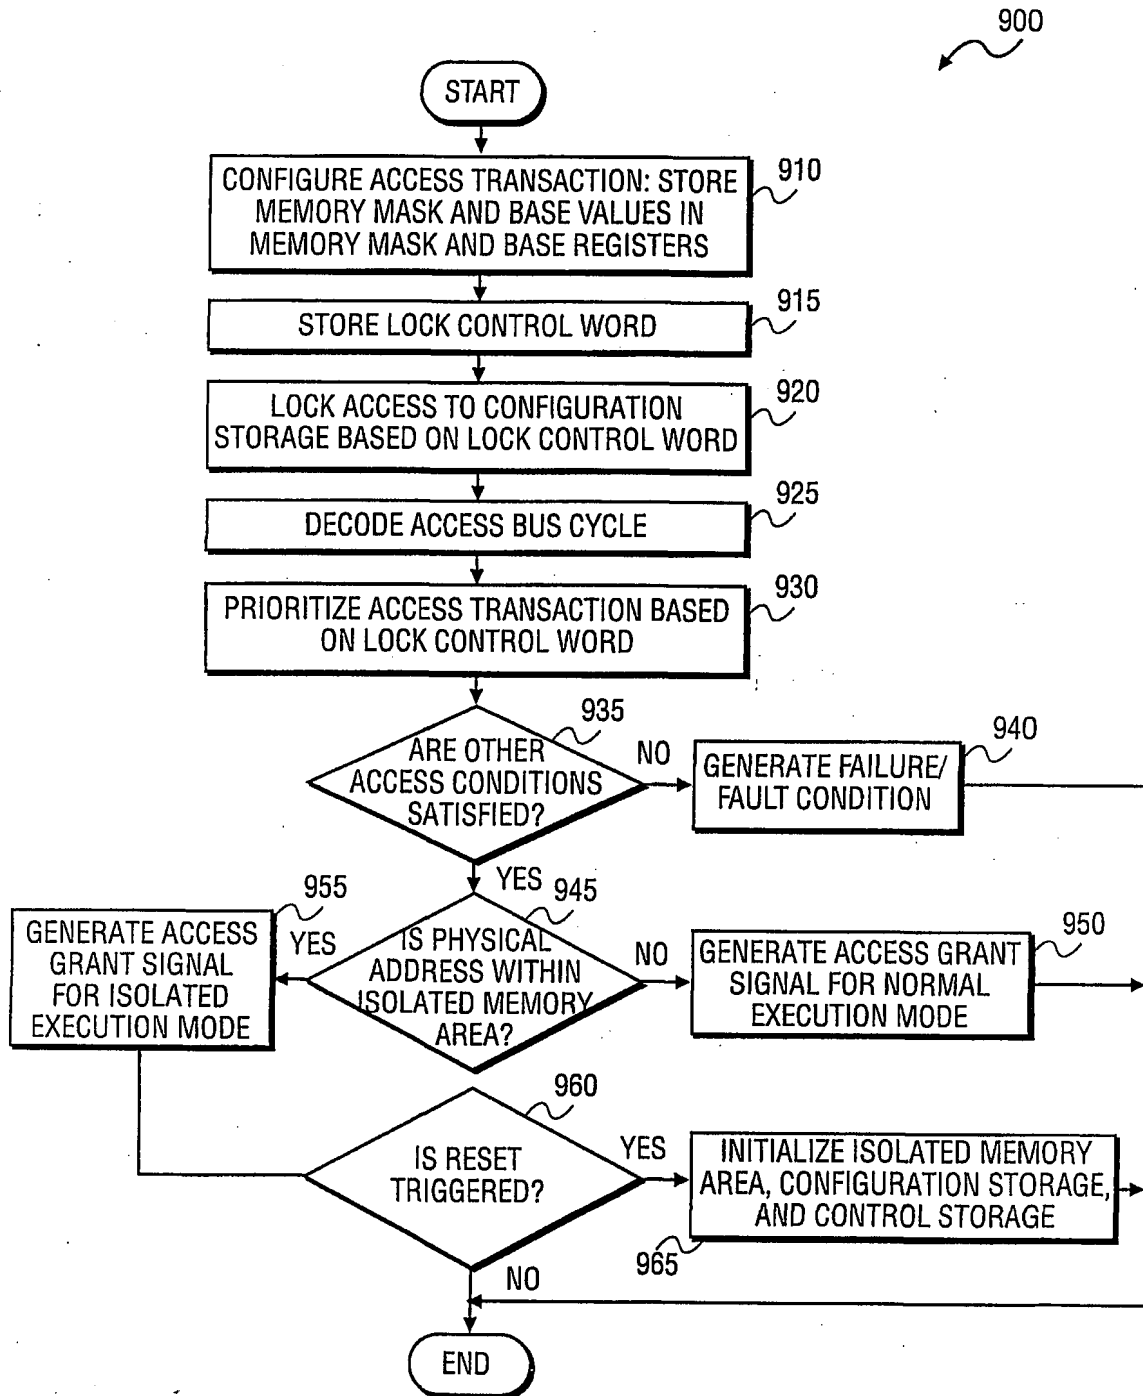 900
START
910
CONFIGURE ACCESS TRANSACTION: STORE
MEMORY MASK AND BASE VALUES IN
MEMORY MASK AND BASE REGISTERS
915
STORE LOCK CONTROL WORD
920
LOCK ACCESS TO CONFIGURATION
STORAGE BASED ON LOCK CONTROL WORD
925
DECODE ACCESS BUS CYCLE
930
PRIORITIZE ACCESS TRANSACTION BASED
ON LOCK CONTROL WORD
935
ARE OTHER
ACCESS CONDITIONS
SATISFIED?
NO
940
GENERATE FAILURE/
FAULT CONDITION
YES
945
IS PHYSICAL
ADDRESS WITHIN
ISOLATED MEMORY
AREA?
YES
955
GENERATE ACCESS
GRANT SIGNAL
FOR ISOLATED
EXECUTION MODE
NO
950
GENERATE ACCESS GRANT
SIGNAL FOR NORMAL
EXECUTION MODE
960
IS RESET
TRIGGERED?
YES
INITIALIZE ISOLATED MEMORY
AREA, CONFIGURATION STORAGE,
AND CONTROL STORAGE
965
NO
END